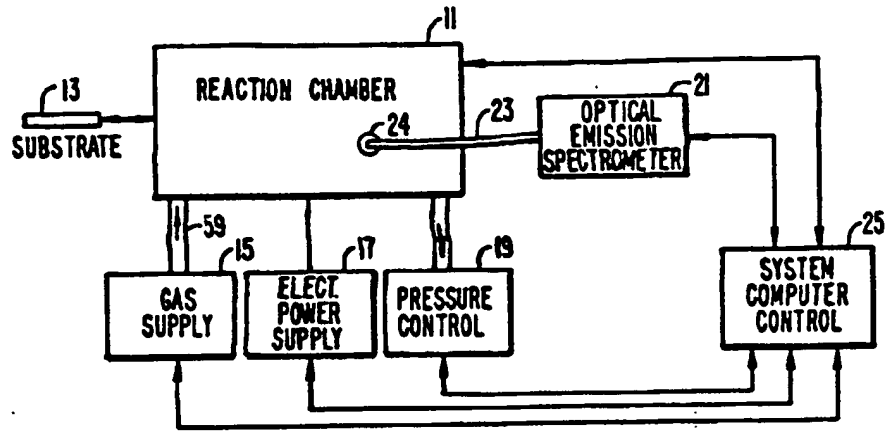 11
13
SUBSTRATE
REACTION CHAMBER
24
23
21
OPTICAL
EMISSION
SPECTROMETER
59
15
GAS
SUPPLY
17
ELECT.
POWER
SUPPLY
19
PRESSURE
CONTROL
25
SYSTEM
COMPUTER
CONTROL